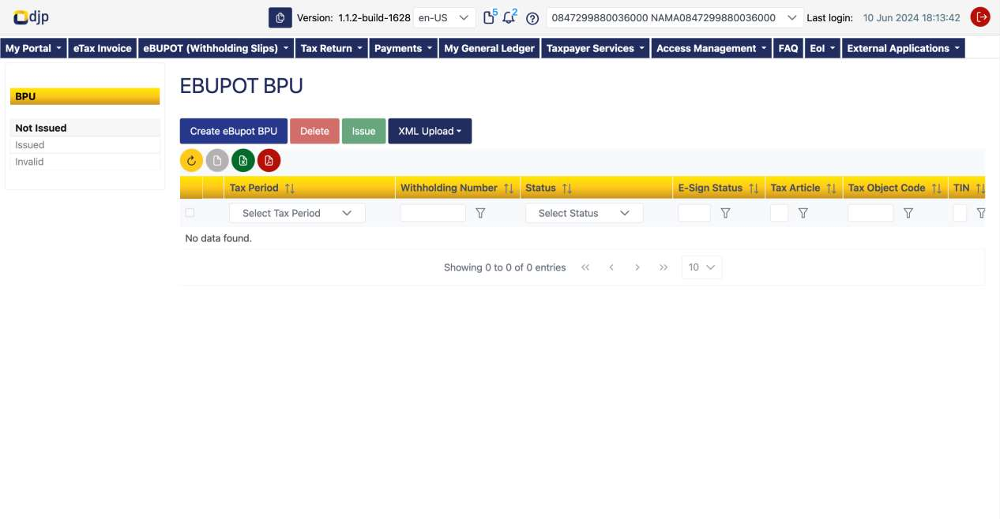 djp
Version: 1.1.2-build-1628
en-US
5
2
0847299880036000 NAMA0847299880036000
Last login: 10 Jun 2024 18:13:42
My Portal
eTax Invoice
eBUPOT (Withholding Slips)
Tax Return
Payments
My General Ledger
Taxpayer Services
Access Management
FAQ
EoI
External Applications
BPU
Not Issued
Issued
Invalid
EBUPOT BPU
Create eBupot BPU
Delete
Issue
XML Upload
Tax Period
Withholding Number
Status
E-Sign Status
Tax Article
Tax Object Code
TIN
Select Tax Period
Select Status
No data found.
Showing 0 to 0 of 0 entries
10